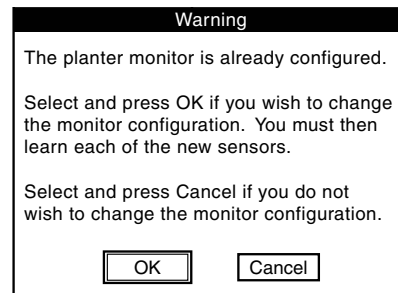 Warning
The planter monitor is already configured.
Select and press OK if you wish to change
the monitor configuration. You must then
learn each of the new sensors.
Select and press Cancel if you do not
wish to change the monitor configuration.
OK
Cancel